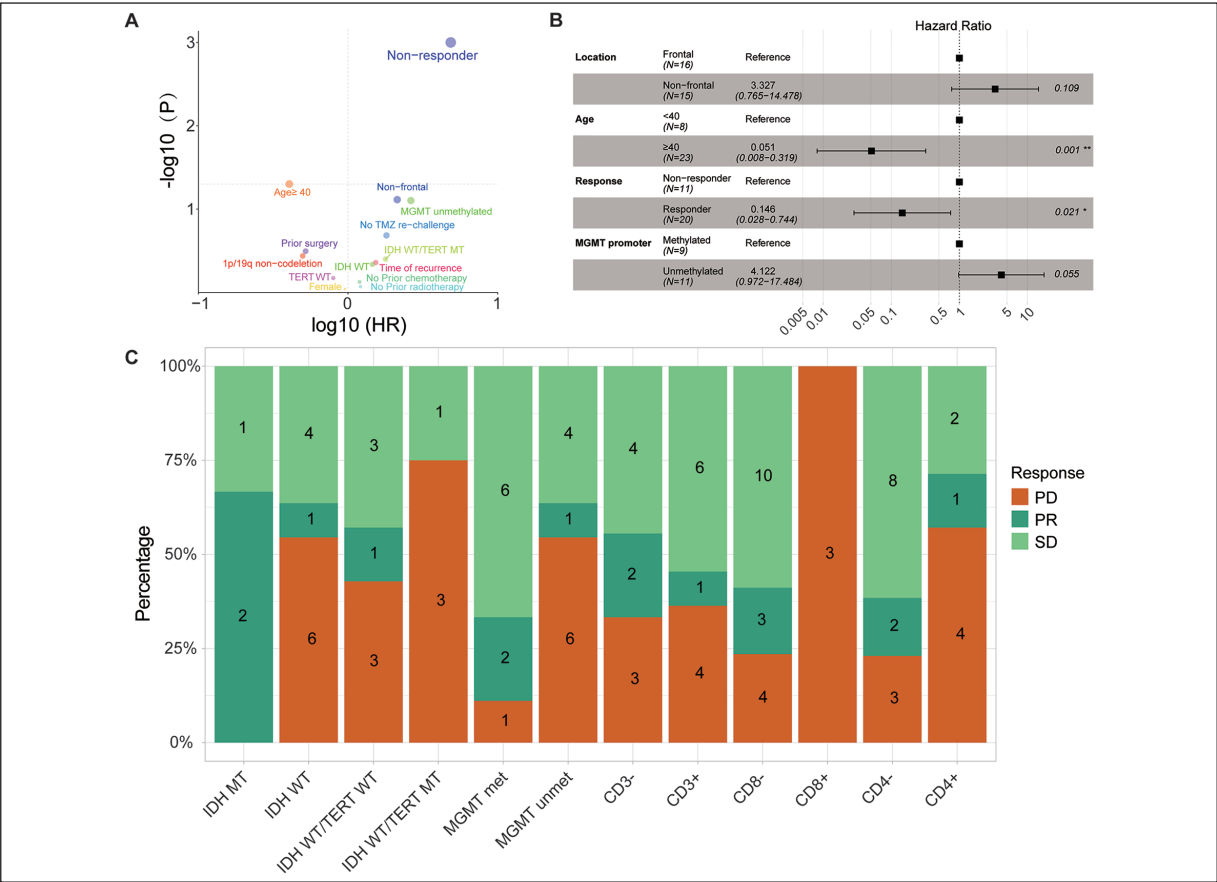 A
3
2
1
-log10 (P)
Non−responder
Age≥ 40
Non−frontal
MGMT unmethylated
No TMZ re−challenge
Prior surgery
IDH WT/TERT MT
1p/19q non−codeletion
IDH WT
Time of recurrence
TERT WT
No Prior chemotherapy
Female
No Prior radiotherapy
−1
0
1
log10 (HR)
B
Hazard Ratio
Location
Frontal
(N=16)
Reference
Non−frontal
(N=15)
3.327
(0.765−14.478)
0.109
Age
<40
(N=8)
Reference
≥40
(N=23)
0.051
(0.008−0.319)
0.001 **
Response
Non−responder
(N=11)
Reference
Responder
(N=20)
0.146
(0.028−0.744)
0.021 *
MGMT promoter
Methylated
(N=9)
Reference
Unmethylated
(N=11)
4.122
(0.972−17.484)
0.055
0.005
0.01
0.05
0.1
0.5
1
5
10
C
100%
75%
50%
25%
0%
Percentage
1
2
4
1
6
3
1
3
1
3
6
2
1
4
1
6
4
2
3
6
1
4
10
3
4
3
8
2
3
2
1
4
IDH MT
IDH WT
IDH WT/TERT WT
IDH WT/TERT MT
MGMT met
MGMT unmet
CD3-
CD3+
CD8-
CD8+
CD4-
CD4+
Response
PD
PR
SD